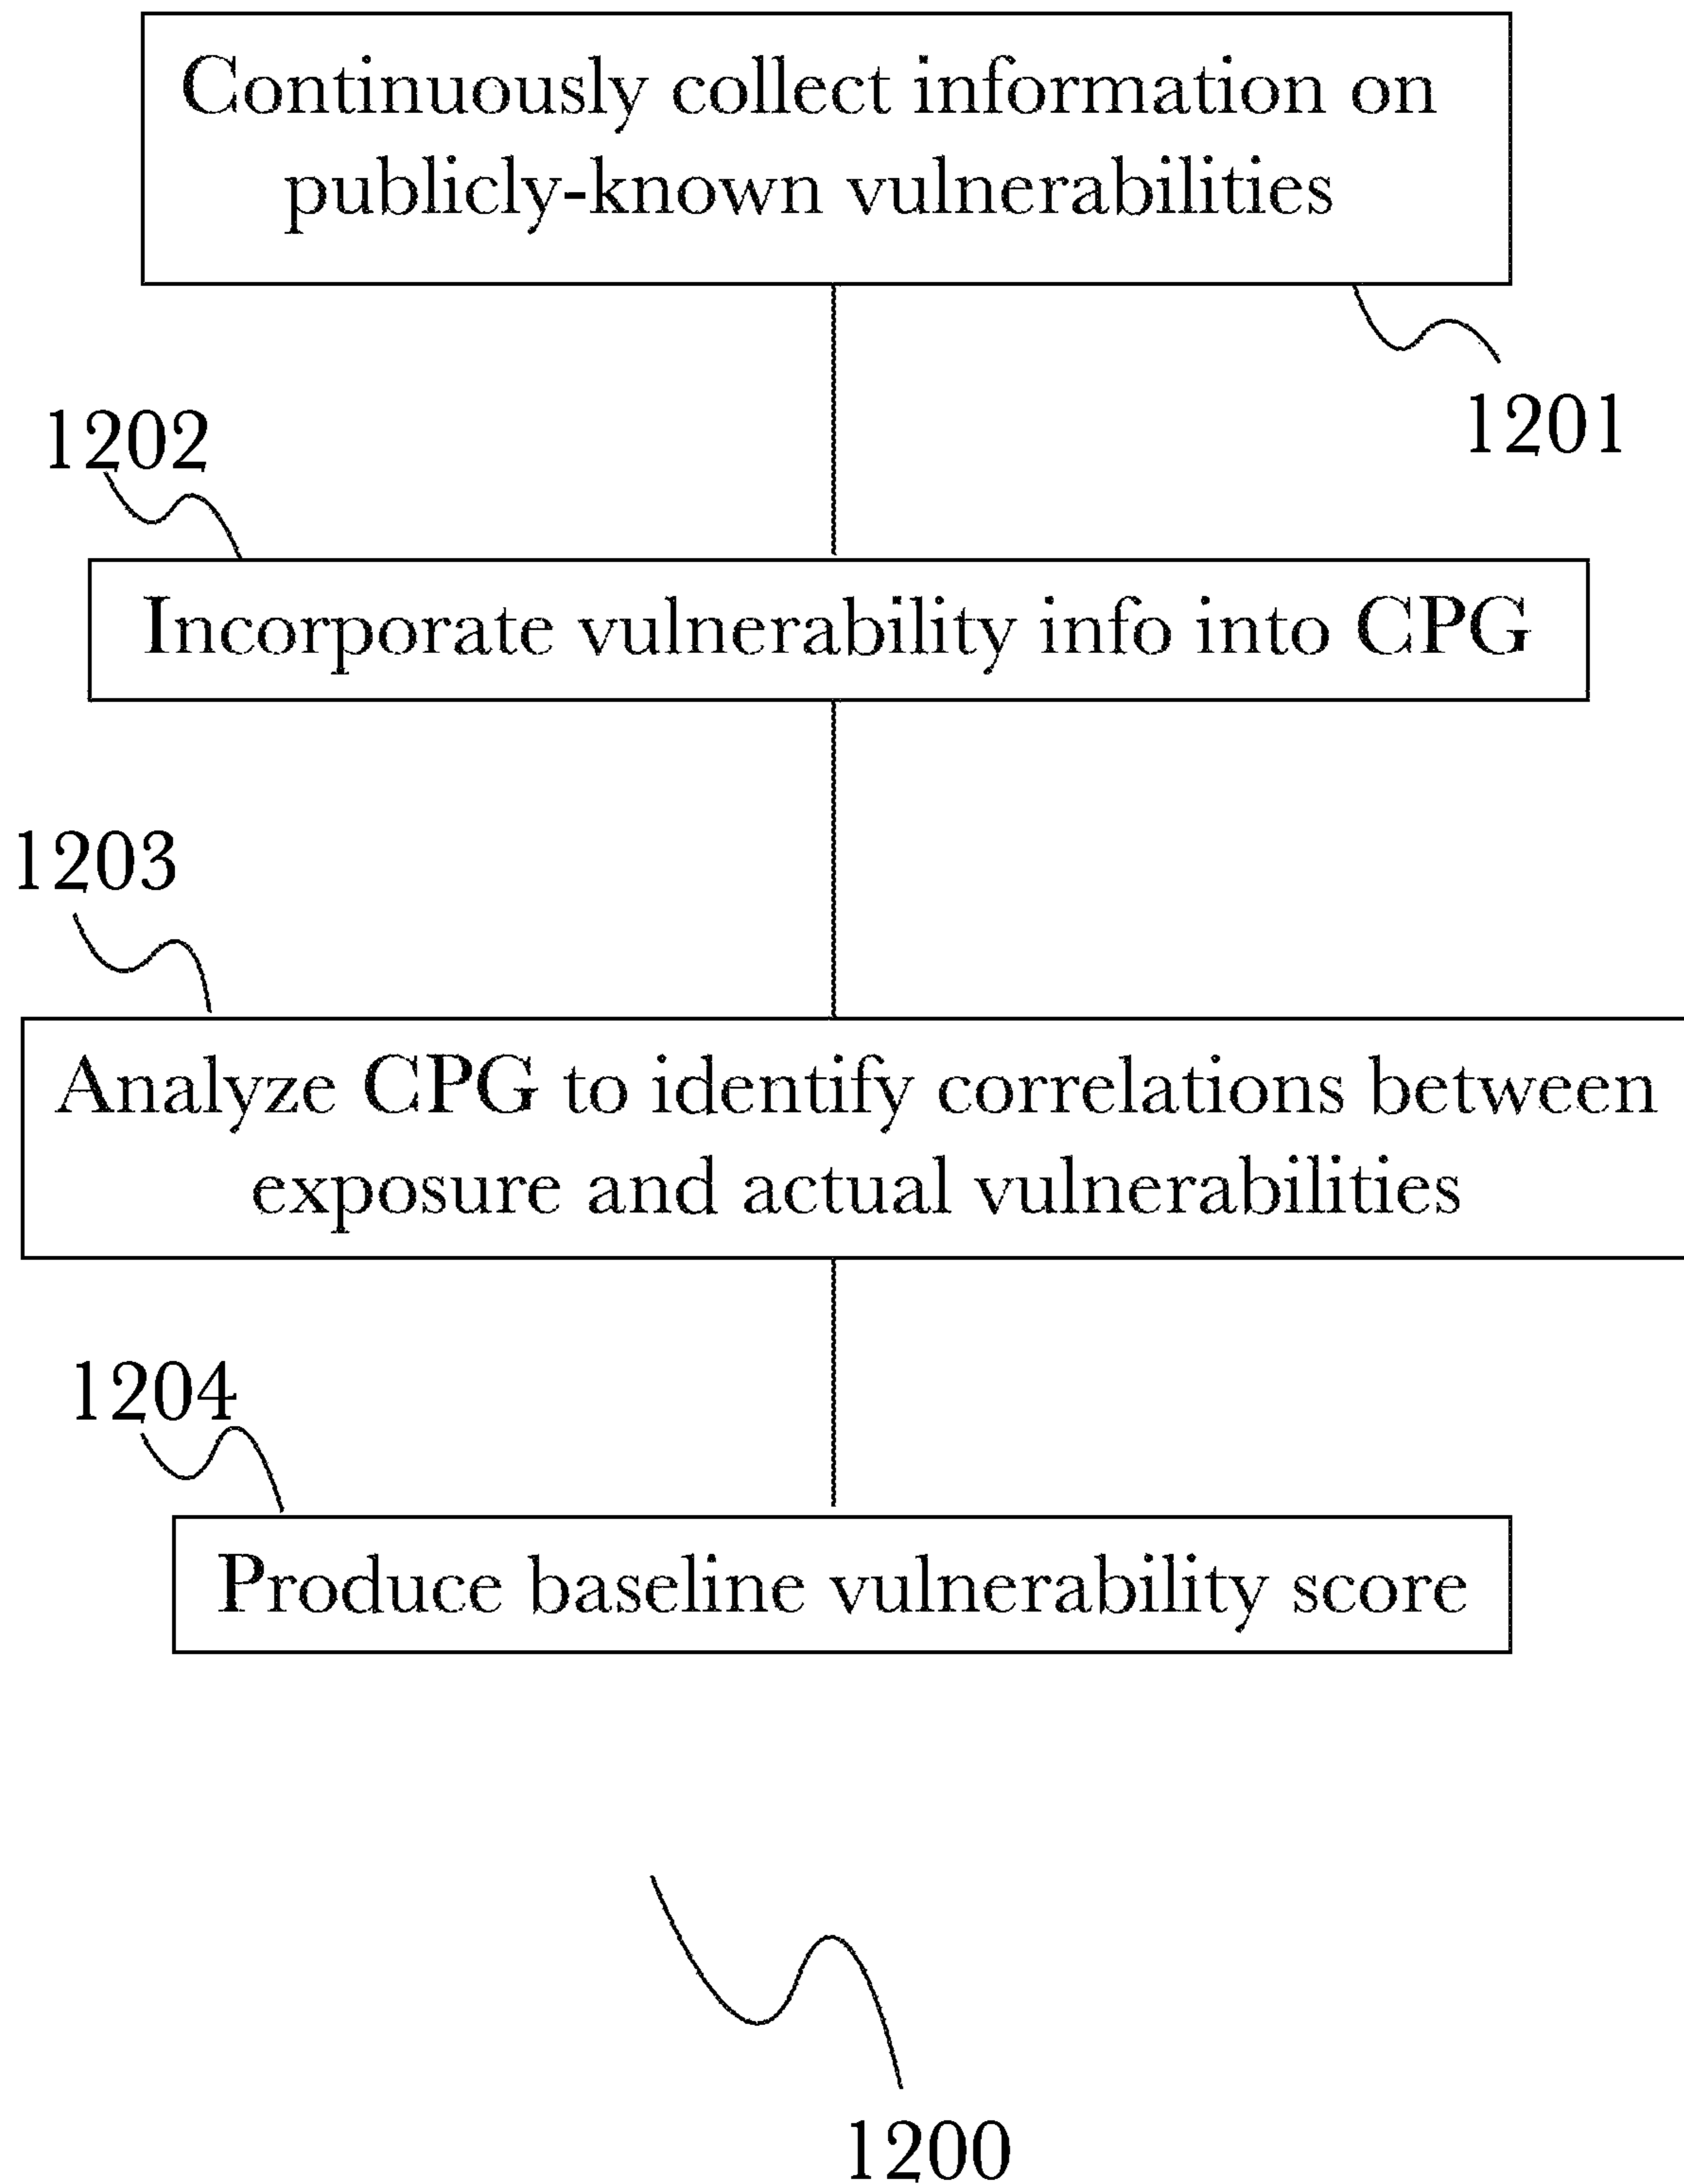 Continuously collect information on
publicly-known vulnerabilities
1201
1202
Incorporate vulnerability info into CPG
1203
Analyze CPG to identify correlations between
exposure and actual vulnerabilities
1204
Produce baseline vulnerability score
1200